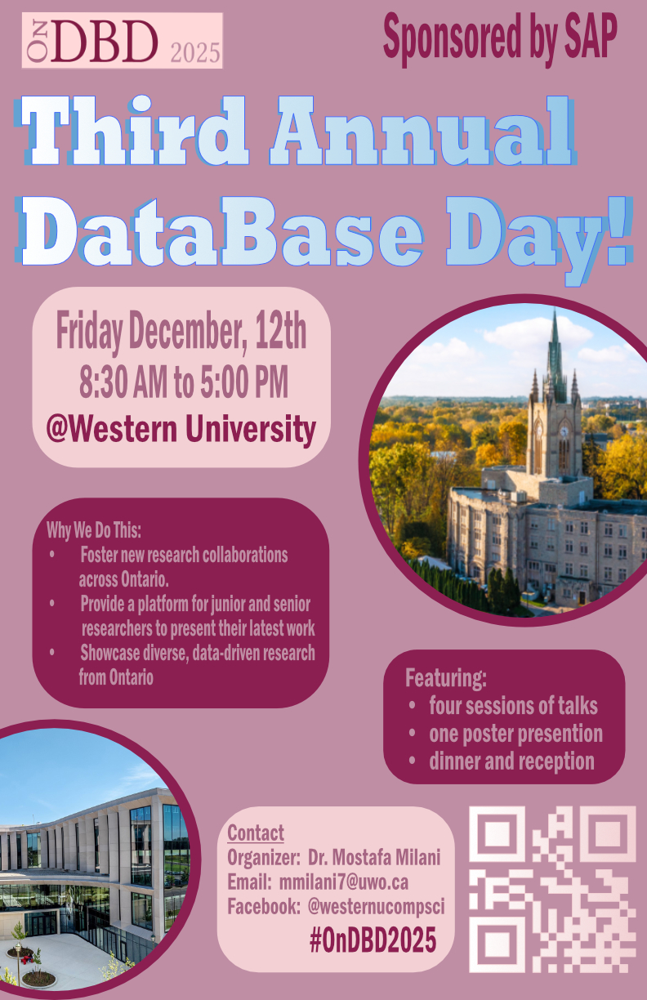 ON DBD 2025
Sponsored by SAP
Third Annual
DataBase Day!
Friday December, 12th
8:30 AM to 5:00 PM
@Western University
Why We Do This:
• Foster new research collaborations
across Ontario.
• Provide a platform for junior and senior
researchers to present their latest work
• Showcase diverse, data-driven research
from Ontario
Featuring:
• four sessions of talks
• one poster presention
• dinner and reception
Contact
Organizer: Dr. Mostafa Milani
Email: mmilani7@uwo.ca
Facebook: @westernucompsci
#OnDBD2025